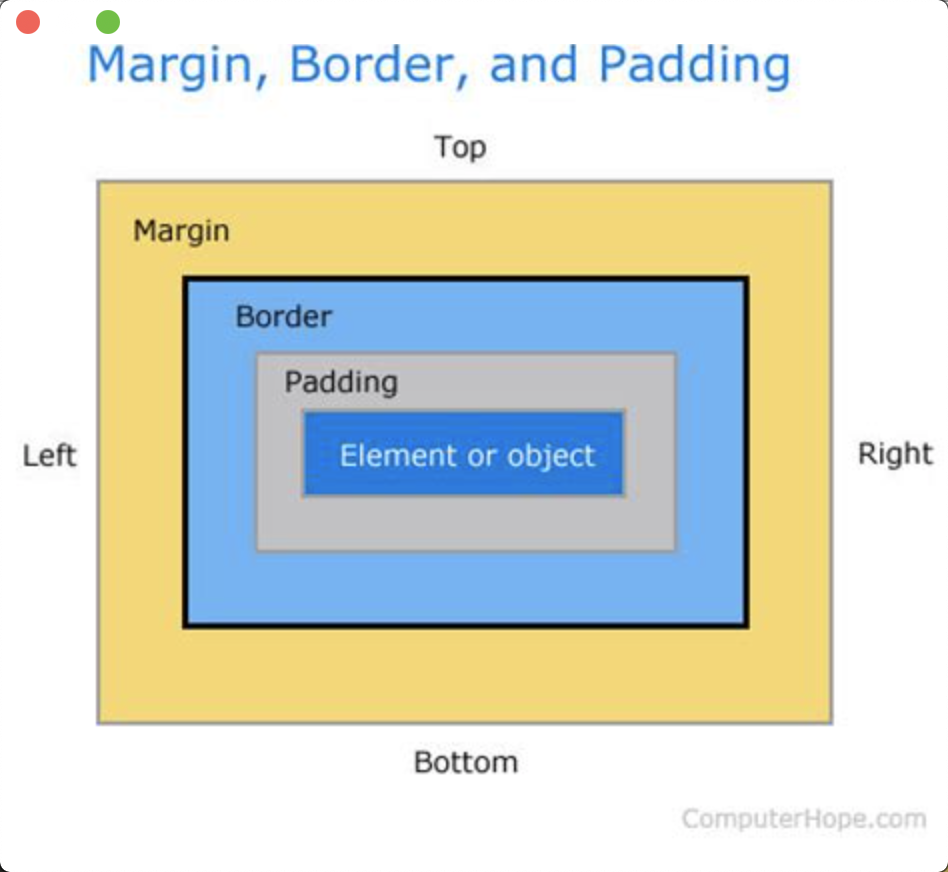 Margin, Border, and Padding
Top
Margin
Border
Padding
Left
Element or object
Right
Bottom
ComputerHope.com